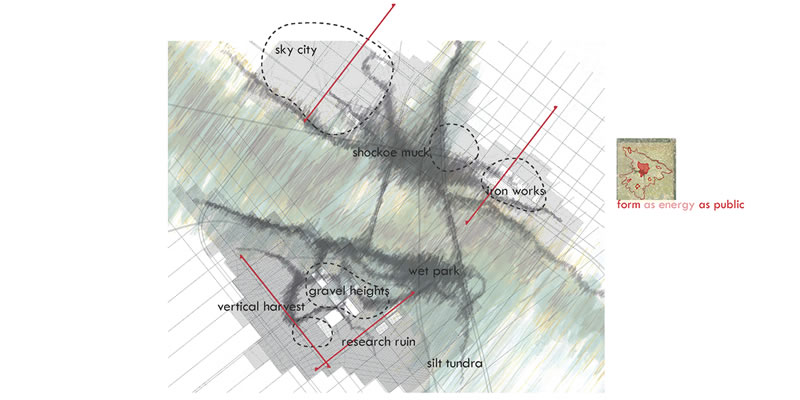 sky city
shockoe muck
iron works
form as energy as public
wet park
gravel heights
vertical harvest
research ruin
silt tundra